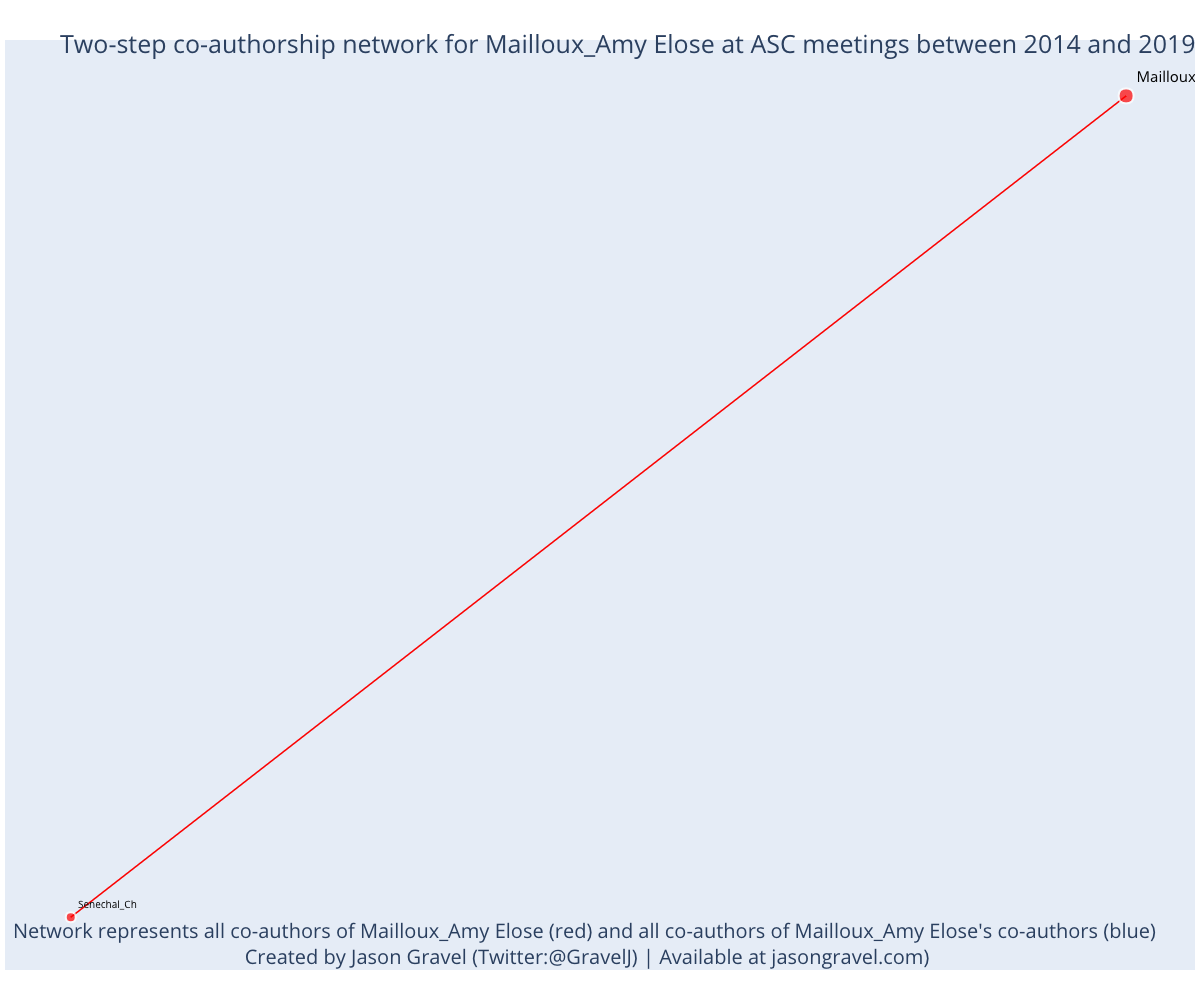 Two-step co-authorship network for Mailloux_Amy Elose at ASC meetings between 2014 and 2019
Mailloux
Senechal_Ch
Network represents all co-authors of Mailloux_Amy Elose (red) and all co-authors of Mailloux_Amy Elose's co-authors (blue)
Created by Jason Gravel (Twitter:@GravelJ) | Available at jasongravel.com)